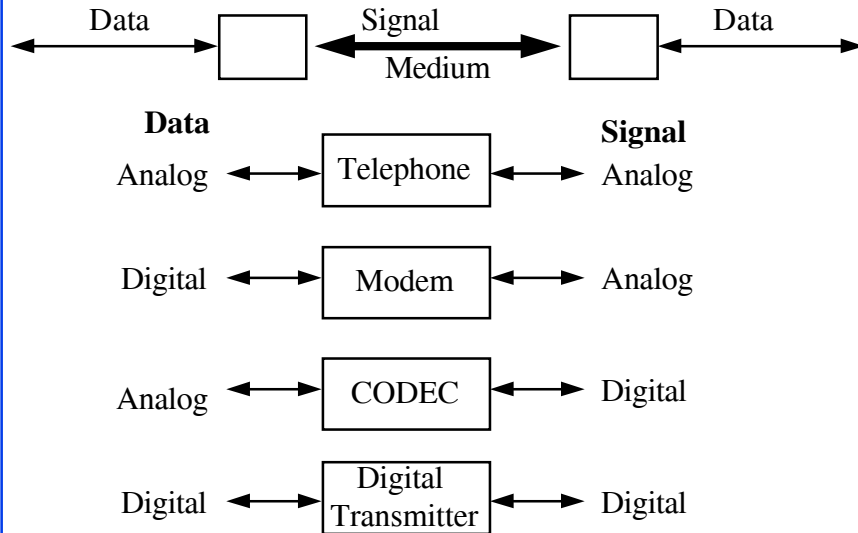 Data Signal Data
Medium
Data Signal
Analog Telephone Analog
Digital Modem Analog
Analog CODEC Digital
Digital Digital Transmitter Digital